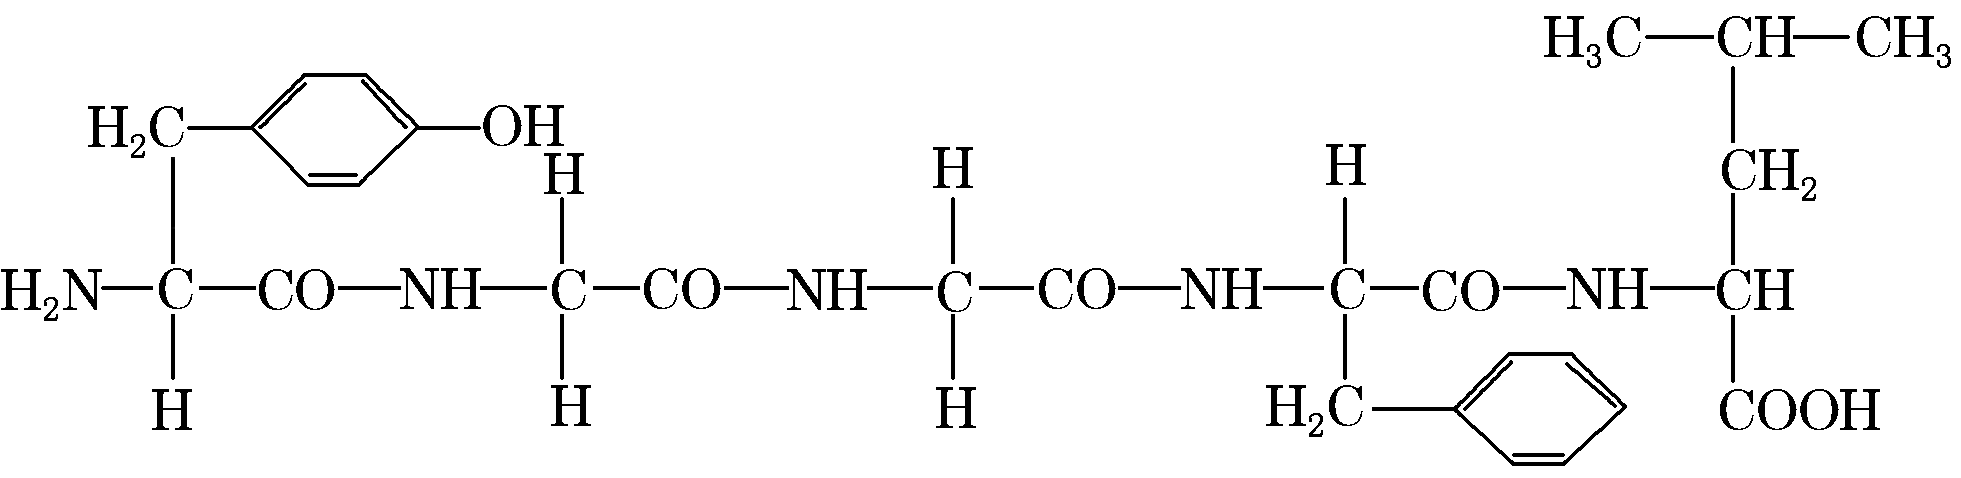 H₃C—CH—CH₃
H₂C OH
H H H CH₂
H₂N—C—CO—NH—C—CO—NH—C—CO—NH—C—CO—NH—CH
H H H H₂C COOH